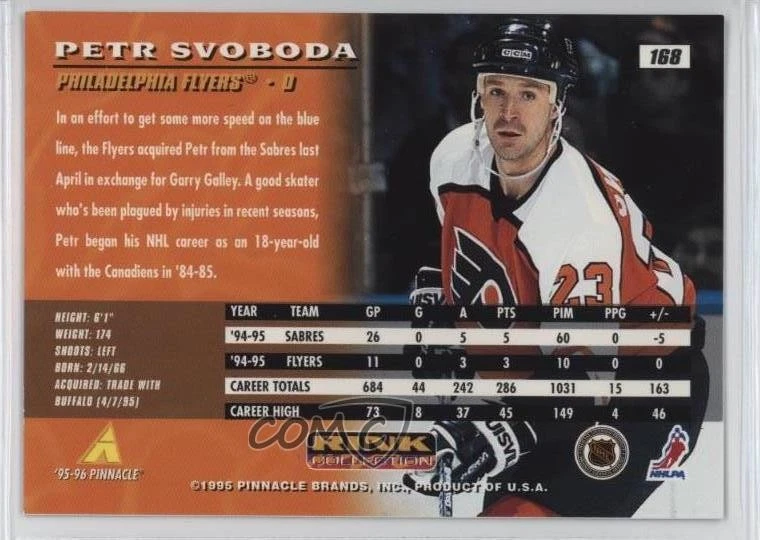 PETR SVOBODA
168
PHILADELPHIA FLYERS® - D
In an effort to get some more speed on the blue
line, the Flyers acquired Petr from the Sabres last
April in exchange for Garry Galley. A good skater
who's been plagued by injuries in recent seasons,
Petr began his NHL career as an 18-year-old
with the Canadiens in '84-85.
CCM
23
HEIGHT: 6'1"
WEIGHT: 174
SHOOTS: LEFT
BORN: 2/14/66
ACQUIRED: TRADE WITH
BUFFALO (4/7/95)
YEAR TEAM GP G A PTS PIM PPG +/-
'94-95 SABRES 26 0 5 5 60 0 -5
'94-95 FLYERS 11 0 3 3 10 0 0
CAREER TOTALS 684 44 242 286 1031 15 163
CAREER HIGH 73 8 37 45 149 4 46
COMC
RINK
COLLECTION
'95-96 PINNACLE®
NHLPA
©1995 PINNACLE BRANDS, INC., PRODUCT OF U.S.A.